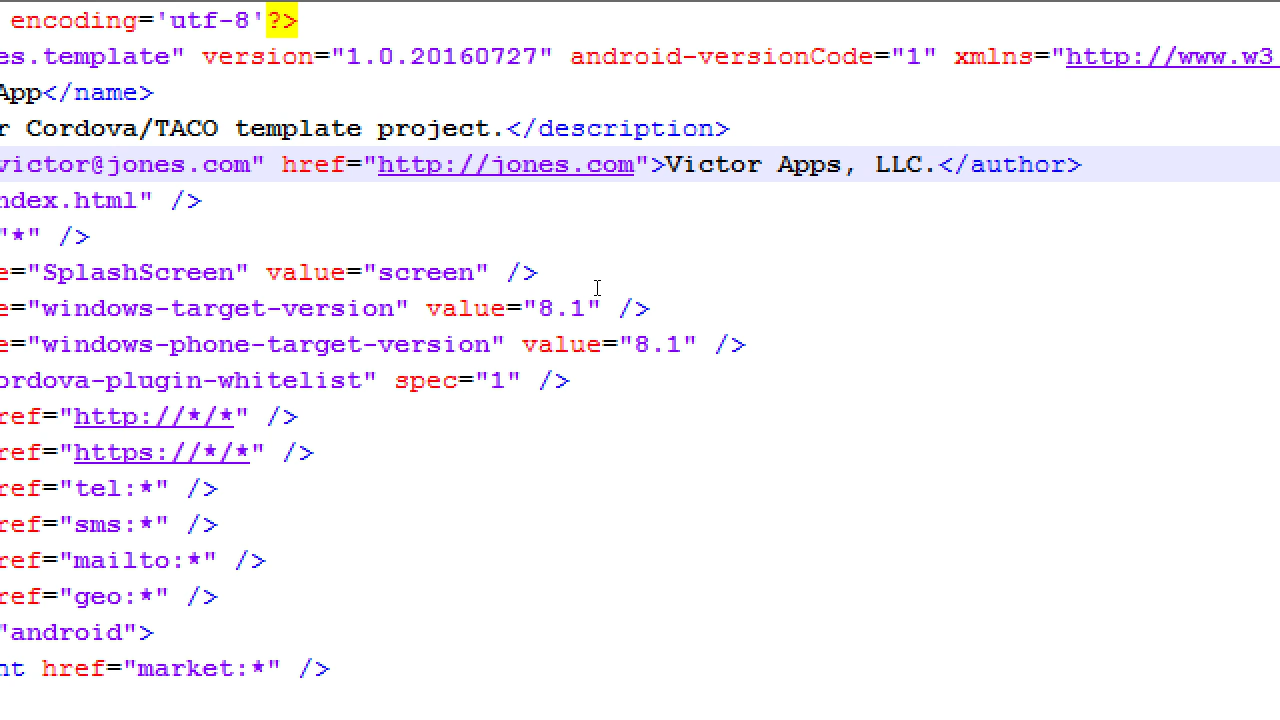 encoding='utf-8'?>
es.template" version="1.0.20160727" android-versionCode="1" xmlns="http://www.w3
App</name>
r Cordova/TACO template project.</description>
victor@jones.com" href="http://jones.com">Victor Apps, LLC.</author>
ndex.html" />
"*" />
e="SplashScreen" value="screen" />
e="windows-target-version" value="8.1" />
e="windows-phone-target-version" value="8.1" />
ordova-plugin-whitelist" spec="1" />
ref="http://*/*" />
ref="https://*/*" />
ref="tel:*" />
ref="sms:*" />
ref="mailto:*" />
ref="geo:*" />
"android">
nt href="market:*" />